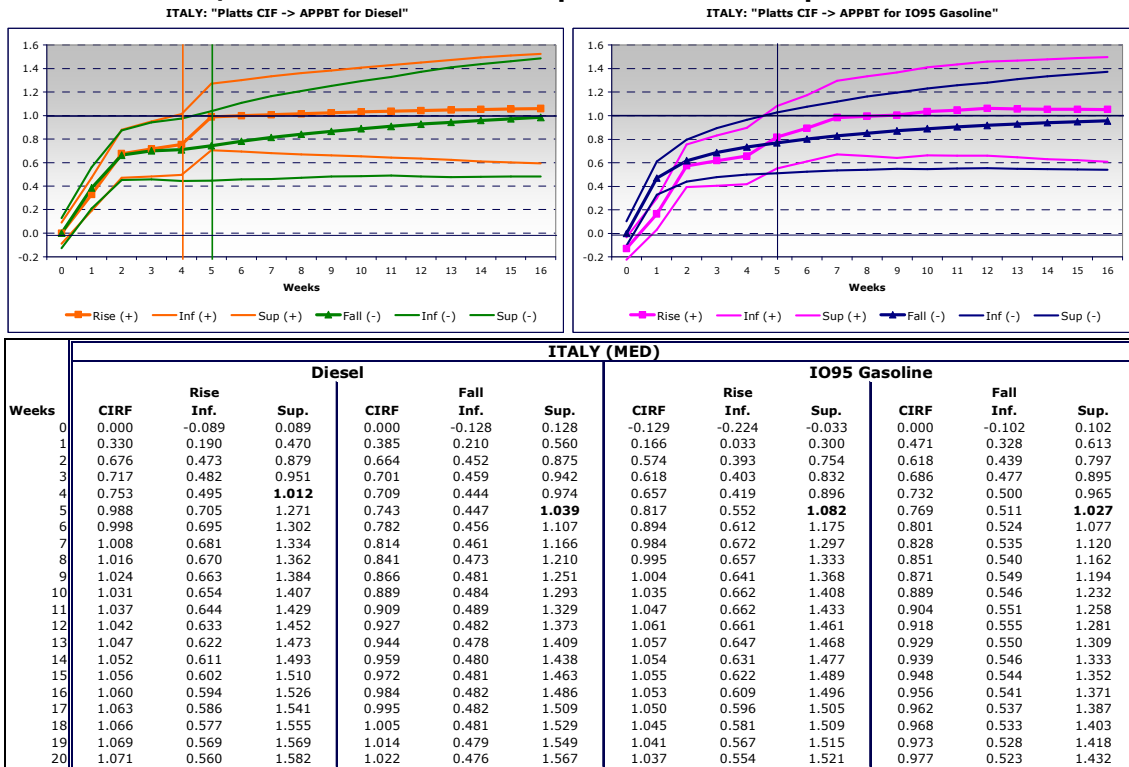 ITALY: "Platts CIF -> APPBT for Diesel"
1.6
1.4
1.2
1.0
0.8
0.6
0.4
0.2
0.0
-0.2
0 1 2 3 4 5 6 7 8 9 10 11 12 13 14 15 16
Weeks
Rise (+) Inf (+) Sup (+) Fall (-) Inf (-) Sup (-)
ITALY: "Platts CIF -> APPBT for IO95 Gasoline"
1.6
1.4
1.2
1.0
0.8
0.6
0.4
0.2
0.0
-0.2
0 1 2 3 4 5 6 7 8 9 10 11 12 13 14 15 16
Weeks
Rise (+) Inf (+) Sup (+) Fall (-) Inf (-) Sup (-)
ITALY (MED)
Diesel IO95 Gasoline
Rise Fall Rise Fall
Weeks CIRF Inf. Sup. CIRF Inf. Sup. CIRF Inf. Sup. CIRF Inf. Sup.
0 0.000 -0.089 0.089 0.000 -0.128 0.128 -0.129 -0.224 -0.033 0.000 -0.102 0.102
1 0.330 0.190 0.470 0.385 0.210 0.560 0.166 0.033 0.300 0.471 0.328 0.613
2 0.676 0.473 0.879 0.664 0.452 0.875 0.574 0.393 0.754 0.618 0.439 0.797
3 0.717 0.482 0.951 0.701 0.459 0.942 0.618 0.403 0.832 0.686 0.477 0.895
4 0.753 0.495 1.012 0.709 0.444 0.974 0.657 0.419 0.896 0.732 0.500 0.965
5 0.988 0.705 1.271 0.743 0.447 1.039 0.817 0.552 1.082 0.769 0.511 1.027
6 0.998 0.695 1.302 0.782 0.456 1.107 0.894 0.612 1.175 0.801 0.524 1.077
7 1.008 0.681 1.334 0.814 0.461 1.166 0.984 0.672 1.297 0.828 0.535 1.120
8 1.016 0.670 1.362 0.841 0.473 1.210 0.995 0.657 1.333 0.851 0.540 1.162
9 1.024 0.663 1.384 0.866 0.481 1.251 1.004 0.641 1.368 0.871 0.549 1.194
10 1.031 0.654 1.407 0.889 0.484 1.293 1.035 0.662 1.408 0.889 0.546 1.232
11 1.037 0.644 1.429 0.909 0.489 1.329 1.047 0.662 1.433 0.904 0.551 1.258
12 1.042 0.633 1.452 0.927 0.482 1.373 1.061 0.661 1.461 0.918 0.555 1.281
13 1.047 0.622 1.473 0.944 0.478 1.409 1.057 0.647 1.468 0.929 0.550 1.309
14 1.052 0.611 1.493 0.959 0.480 1.438 1.054 0.631 1.477 0.939 0.546 1.333
15 1.056 0.602 1.510 0.972 0.481 1.463 1.055 0.622 1.489 0.948 0.544 1.352
16 1.060 0.594 1.526 0.984 0.482 1.486 1.053 0.609 1.496 0.956 0.541 1.371
17 1.063 0.586 1.541 0.995 0.482 1.509 1.050 0.596 1.505 0.962 0.537 1.387
18 1.066 0.577 1.555 1.005 0.481 1.529 1.045 0.581 1.509 0.968 0.533 1.403
19 1.069 0.569 1.569 1.014 0.479 1.549 1.041 0.567 1.515 0.973 0.528 1.418
20 1.071 0.560 1.582 1.022 0.476 1.567 1.037 0.554 1.521 0.977 0.523 1.432